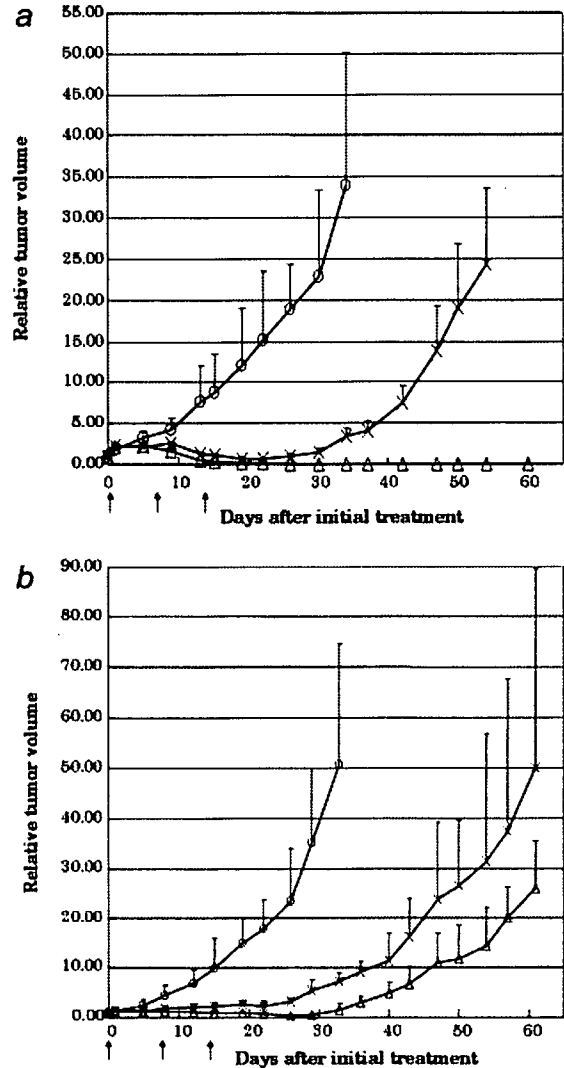 a
55.00
50.00
45.00
40.00
35.00
30.00
25.00
20.00
15.00
10.00
5.00
0.00
Relative tumor volume
0 10 20 30 40 50 60
Days after initial treatment
b
90.00
80.00
70.00
60.00
50.00
40.00
30.00
20.00
10.00
0.00
Relative tumor volume
0 10 20 30 40 50 60
Days after initial treatment